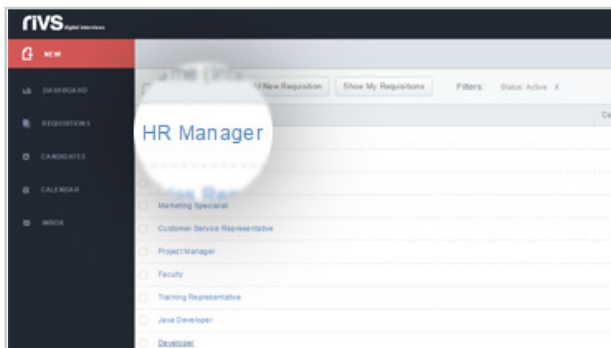 rivs digital interviews
NEW
DASHBOARD
REQUISITIONS
CANDIDATES
CALENDAR
INBOX
New Requisition
Show My Requisitions
Filters:
Status: Active X
HR Manager
Marketing Specialist
Customer Service Representative
Project Manager
Faculty
Training Representative
Java Developer
Developer